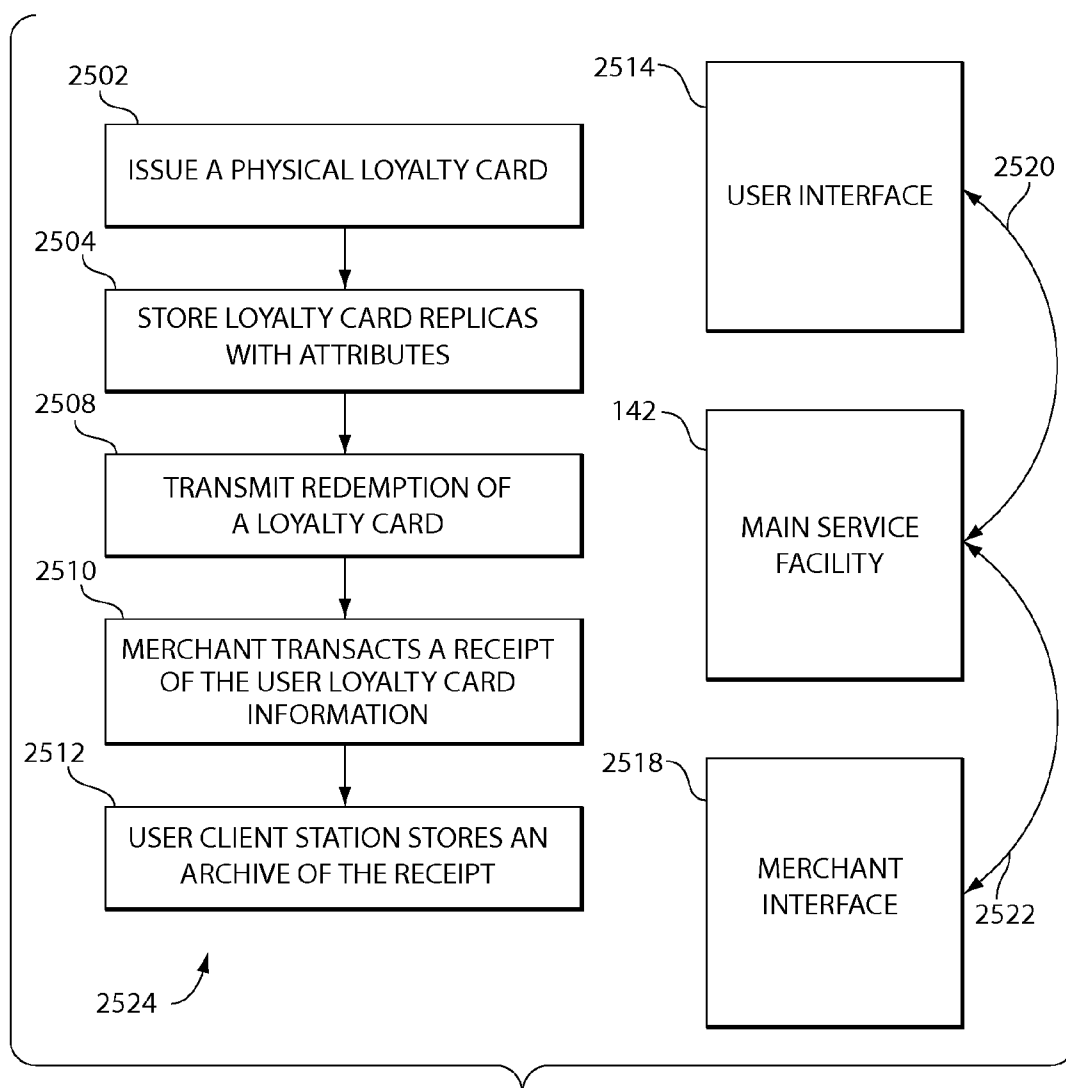 2502
ISSUE A PHYSICAL LOYALTY CARD
2504
STORE LOYALTY CARD REPLICAS
WITH ATTRIBUTES
2508
TRANSMIT REDEMPTION OF
A LOYALTY CARD
2510
MERCHANT TRANSACTS A RECEIPT
OF THE USER LOYALTY CARD
INFORMATION
2512
USER CLIENT STATION STORES AN
ARCHIVE OF THE RECEIPT
2524
2514
USER INTERFACE
2520
142
MAIN SERVICE
FACILITY
2518
MERCHANT
INTERFACE
2522